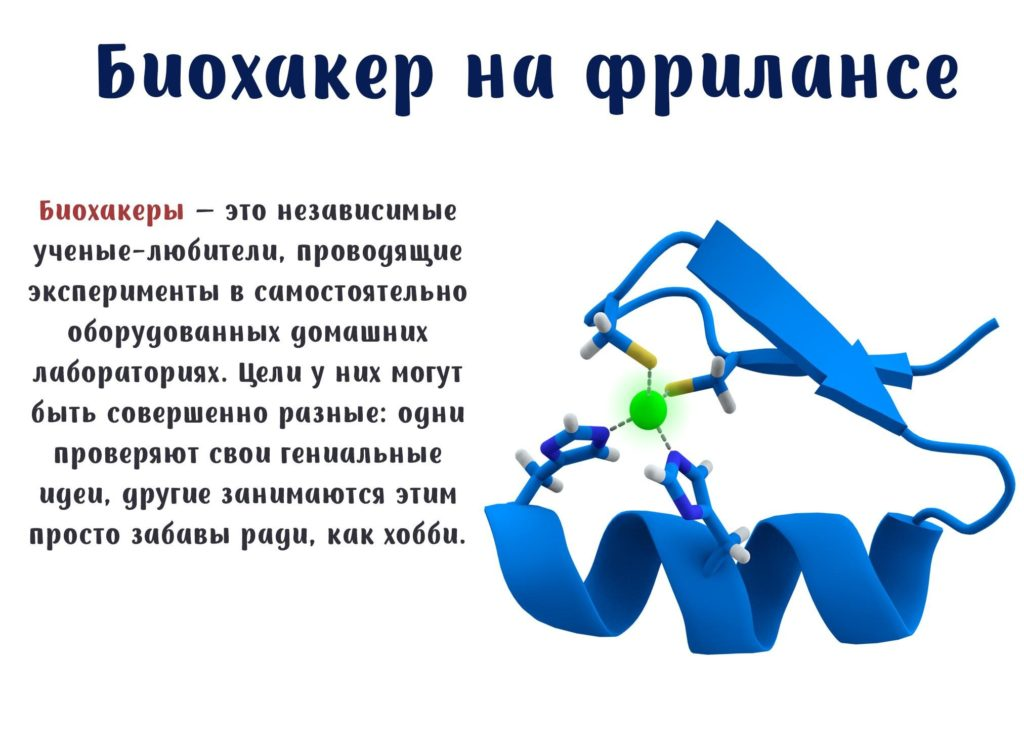 Биохакер на фрилансе
Биохакеры – это независимые
ученые-любители, проводящие
эксперименты в самостоятельно
оборудованных домашних
лабораториях. Цели у них могут
быть совершенно разные: одни
проверяют свои гениальные
идеи, другие занимаются этим
просто забавы ради, как хобби.